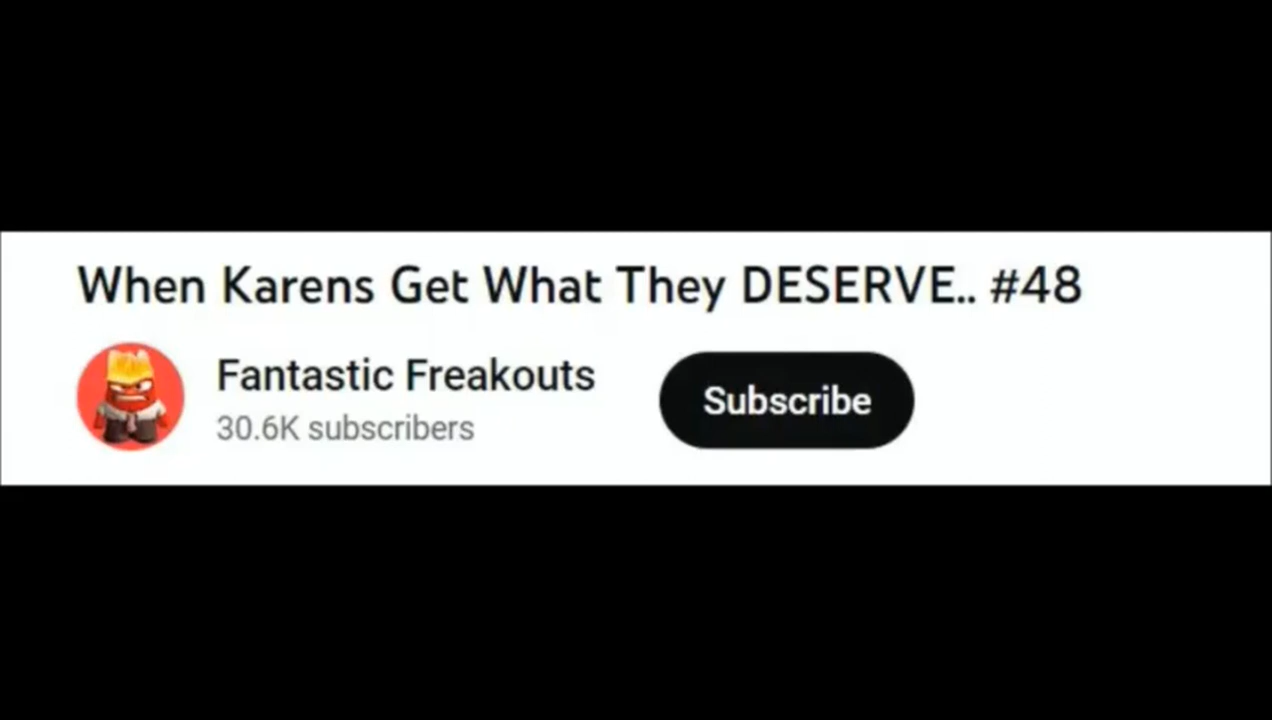 When Karens Get What They DESERVE.. #48
Fantastic Freakouts
30.6K subscribers
Subscribe